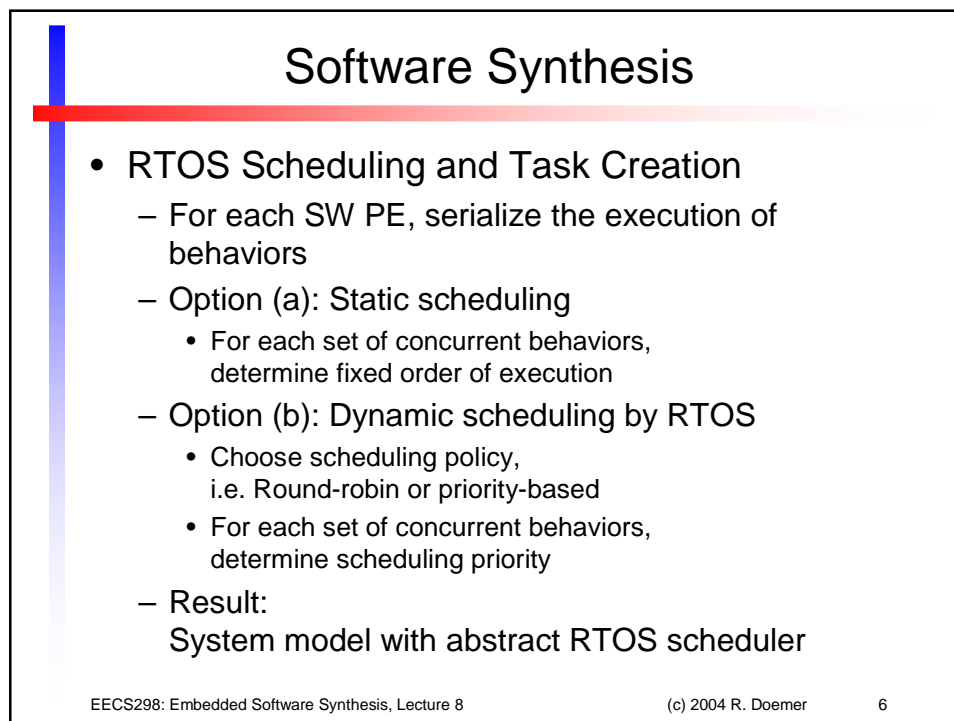 Software Synthesis
• RTOS Scheduling and Task Creation
– For each SW PE, serialize the execution of
behaviors
– Option (a): Static scheduling
• For each set of concurrent behaviors,
determine fixed order of execution
– Option (b): Dynamic scheduling by RTOS
• Choose scheduling policy,
i.e. Round-robin or priority-based
• For each set of concurrent behaviors,
determine scheduling priority
– Result:
System model with abstract RTOS scheduler
EECS298: Embedded Software Synthesis, Lecture 8 (c) 2004 R. Doemer 6